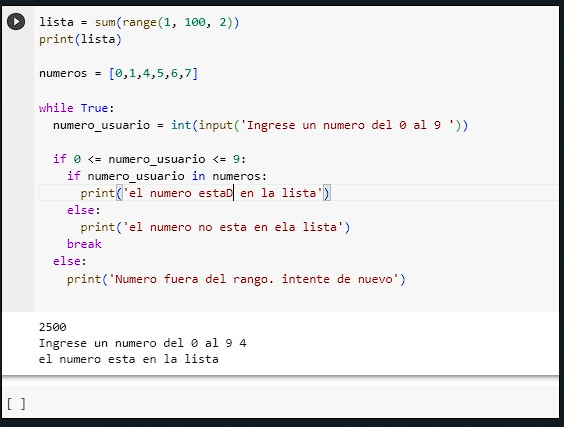 lista = sum(range(1, 100, 2))
print(lista)
numeros = [0,1,4,5,6,7]
while True:
numero_usuario = int(input('Ingrese un numero del 0 al 9 '))
if 0 <= numero_usuario <= 9:
if numero_usuario in numeros:
print('el numero estaD en la lista')
else:
print('el numero no esta en ela lista')
break
else:
print('Numero fuera del rango. intente de nuevo')
2500
Ingrese un numero del 0 al 9 4
el numero esta en la lista
[ ]